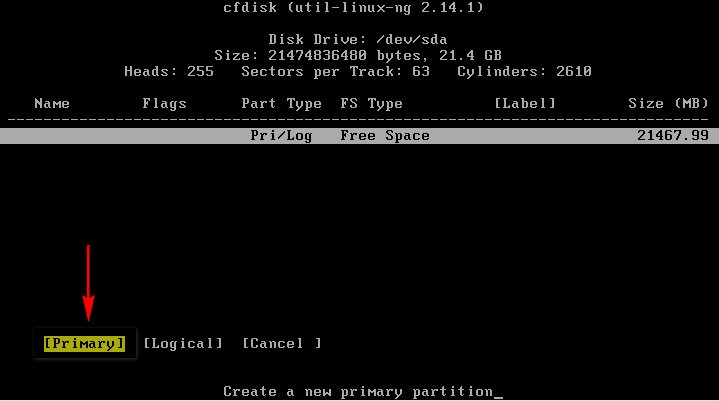 cfdisk (util-linux-ng 2.14.1)
Disk Drive: /dev/sda
Size: 21474836480 bytes, 21.4 GB
Heads: 255 Sectors per Track: 63 Cylinders: 2610
Name Flags Part Type FS Type [Label] Size (MB)
Pri/Log Free Space 21467.99
[Primary] [Logical] [Cancel ]
Create a new primary partition_